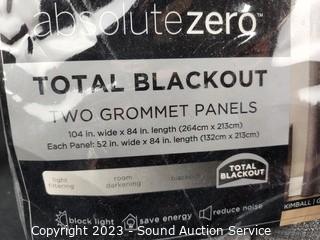 absolutezero™
TOTAL BLACKOUT
TWO GROMMET PANELS
104 in. wide x 84 in. length (264cm x 213cm)
Each Panel: 52 in. wide x 84 in. length (132cm x 213cm)
light filtering
room darkening
blackout
TOTAL BLACKOUT
block light
save energy
reduce noise
KIMBALL | G
Copyright 2023 - Sound Auction Service